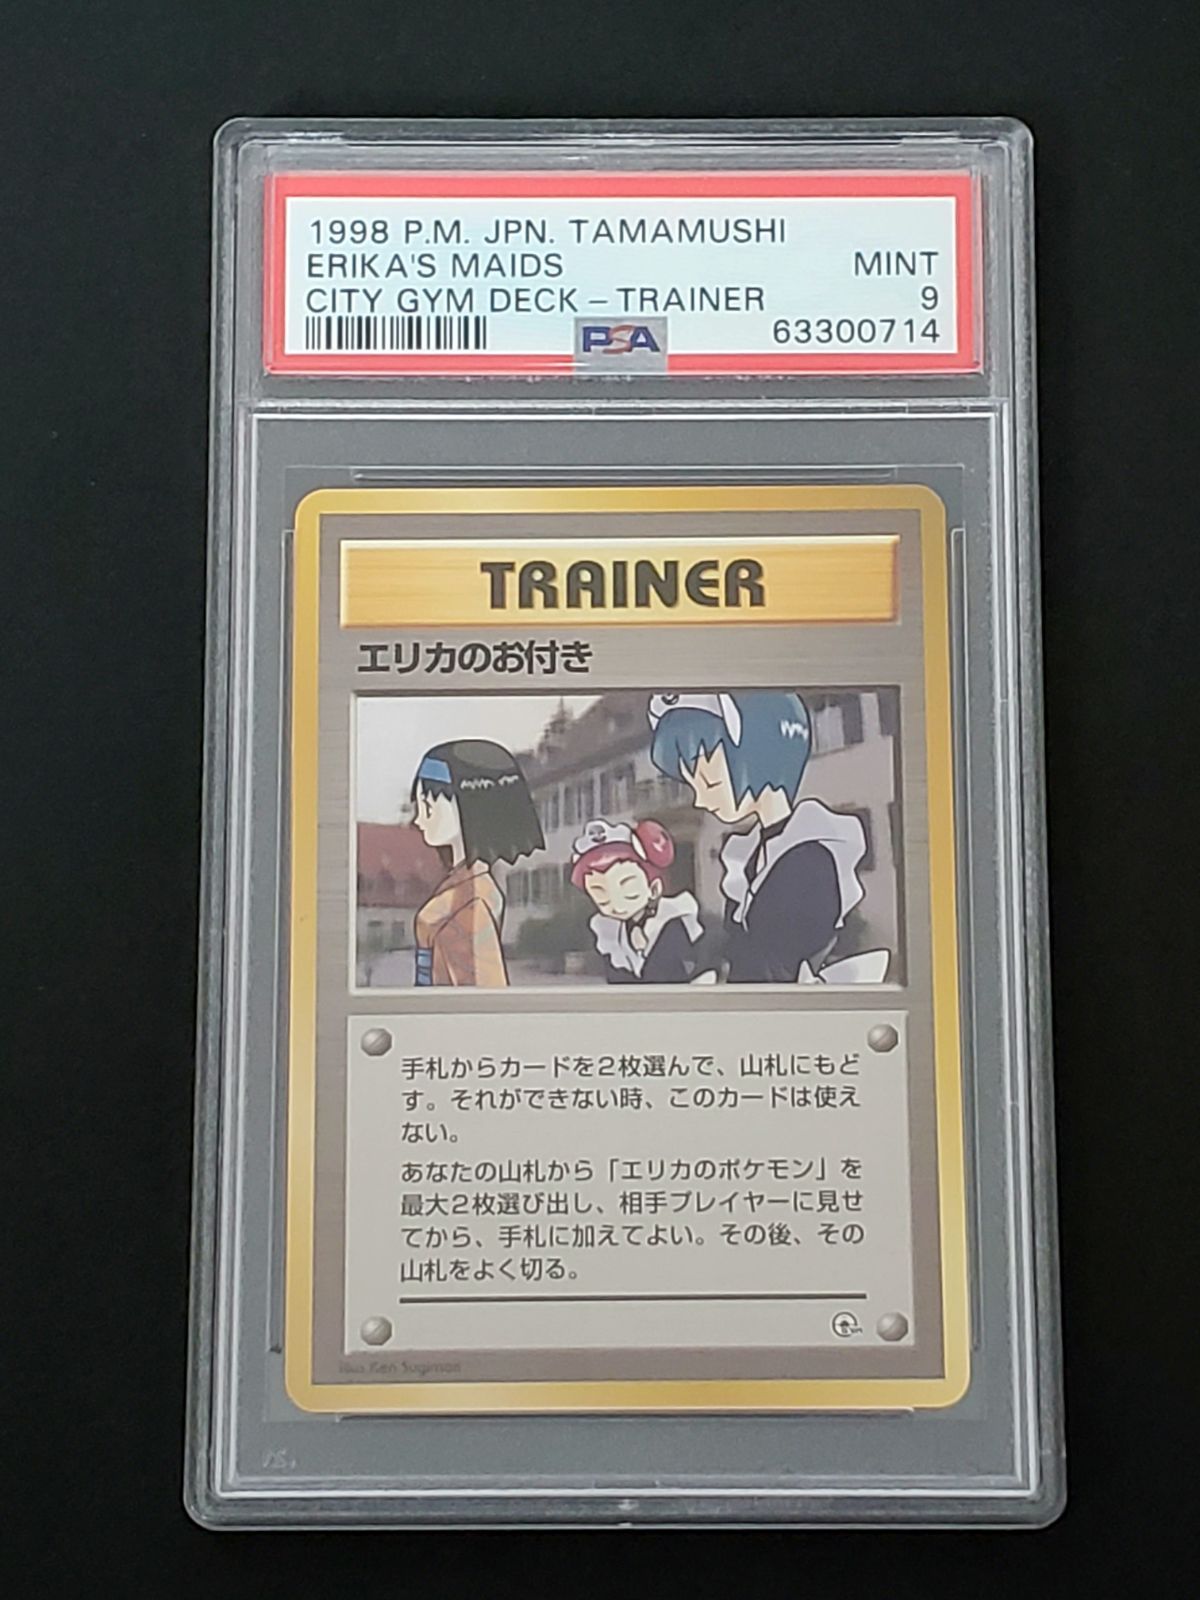 1998 P.M. JPN. TAMAMUSHI
ERIKA'S MAIDS MINT
CITY GYM DECK – TRAINER 9
PSA 63300714
TRAINER
エリカのお付き
手札からカードを2枚選んで、山札にもど
す。それができない時、このカードは使え
ない。
あなたの山札から「エリカのポケモン」を
最大2枚選び出し、相手プレイヤーに見せ
てから、手札に加えてよい。その後、その
山札をよく切る。
Illus. Ken Sugimori